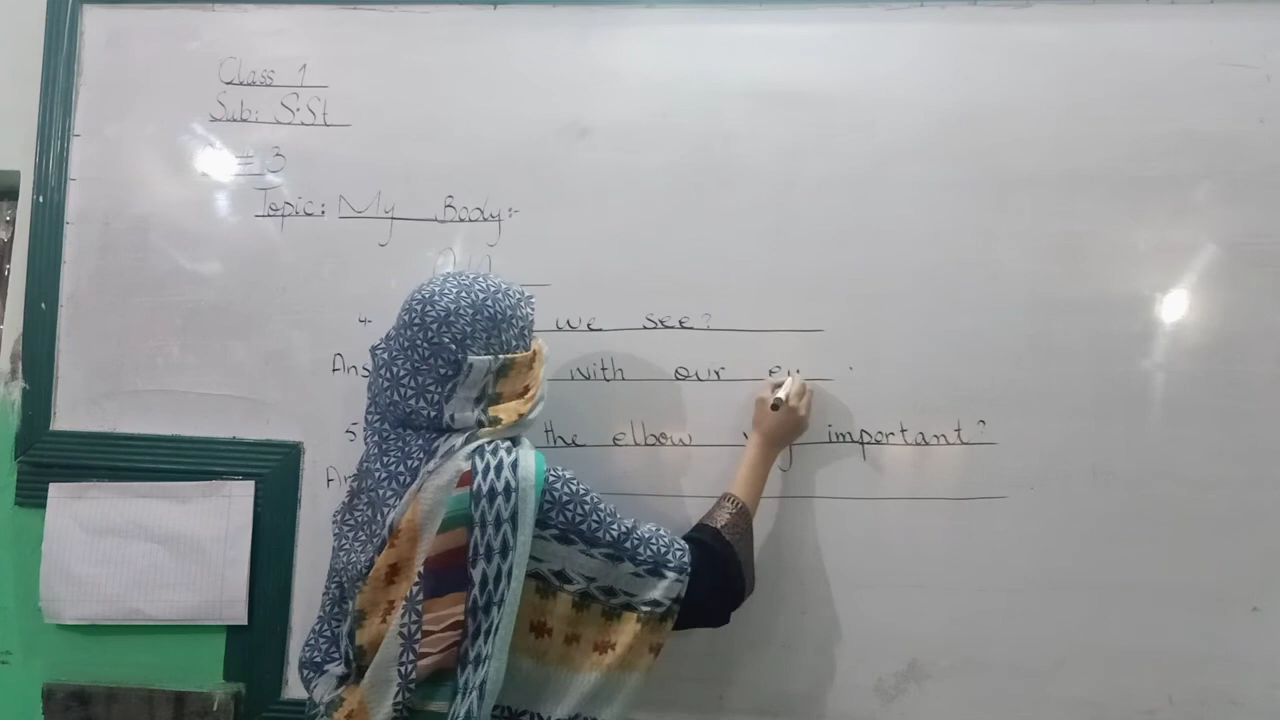 Class 1
Sub: S.St
# 3
Topic: My Body:-
4. we see?
Ans with our ey
5 the elbow important?